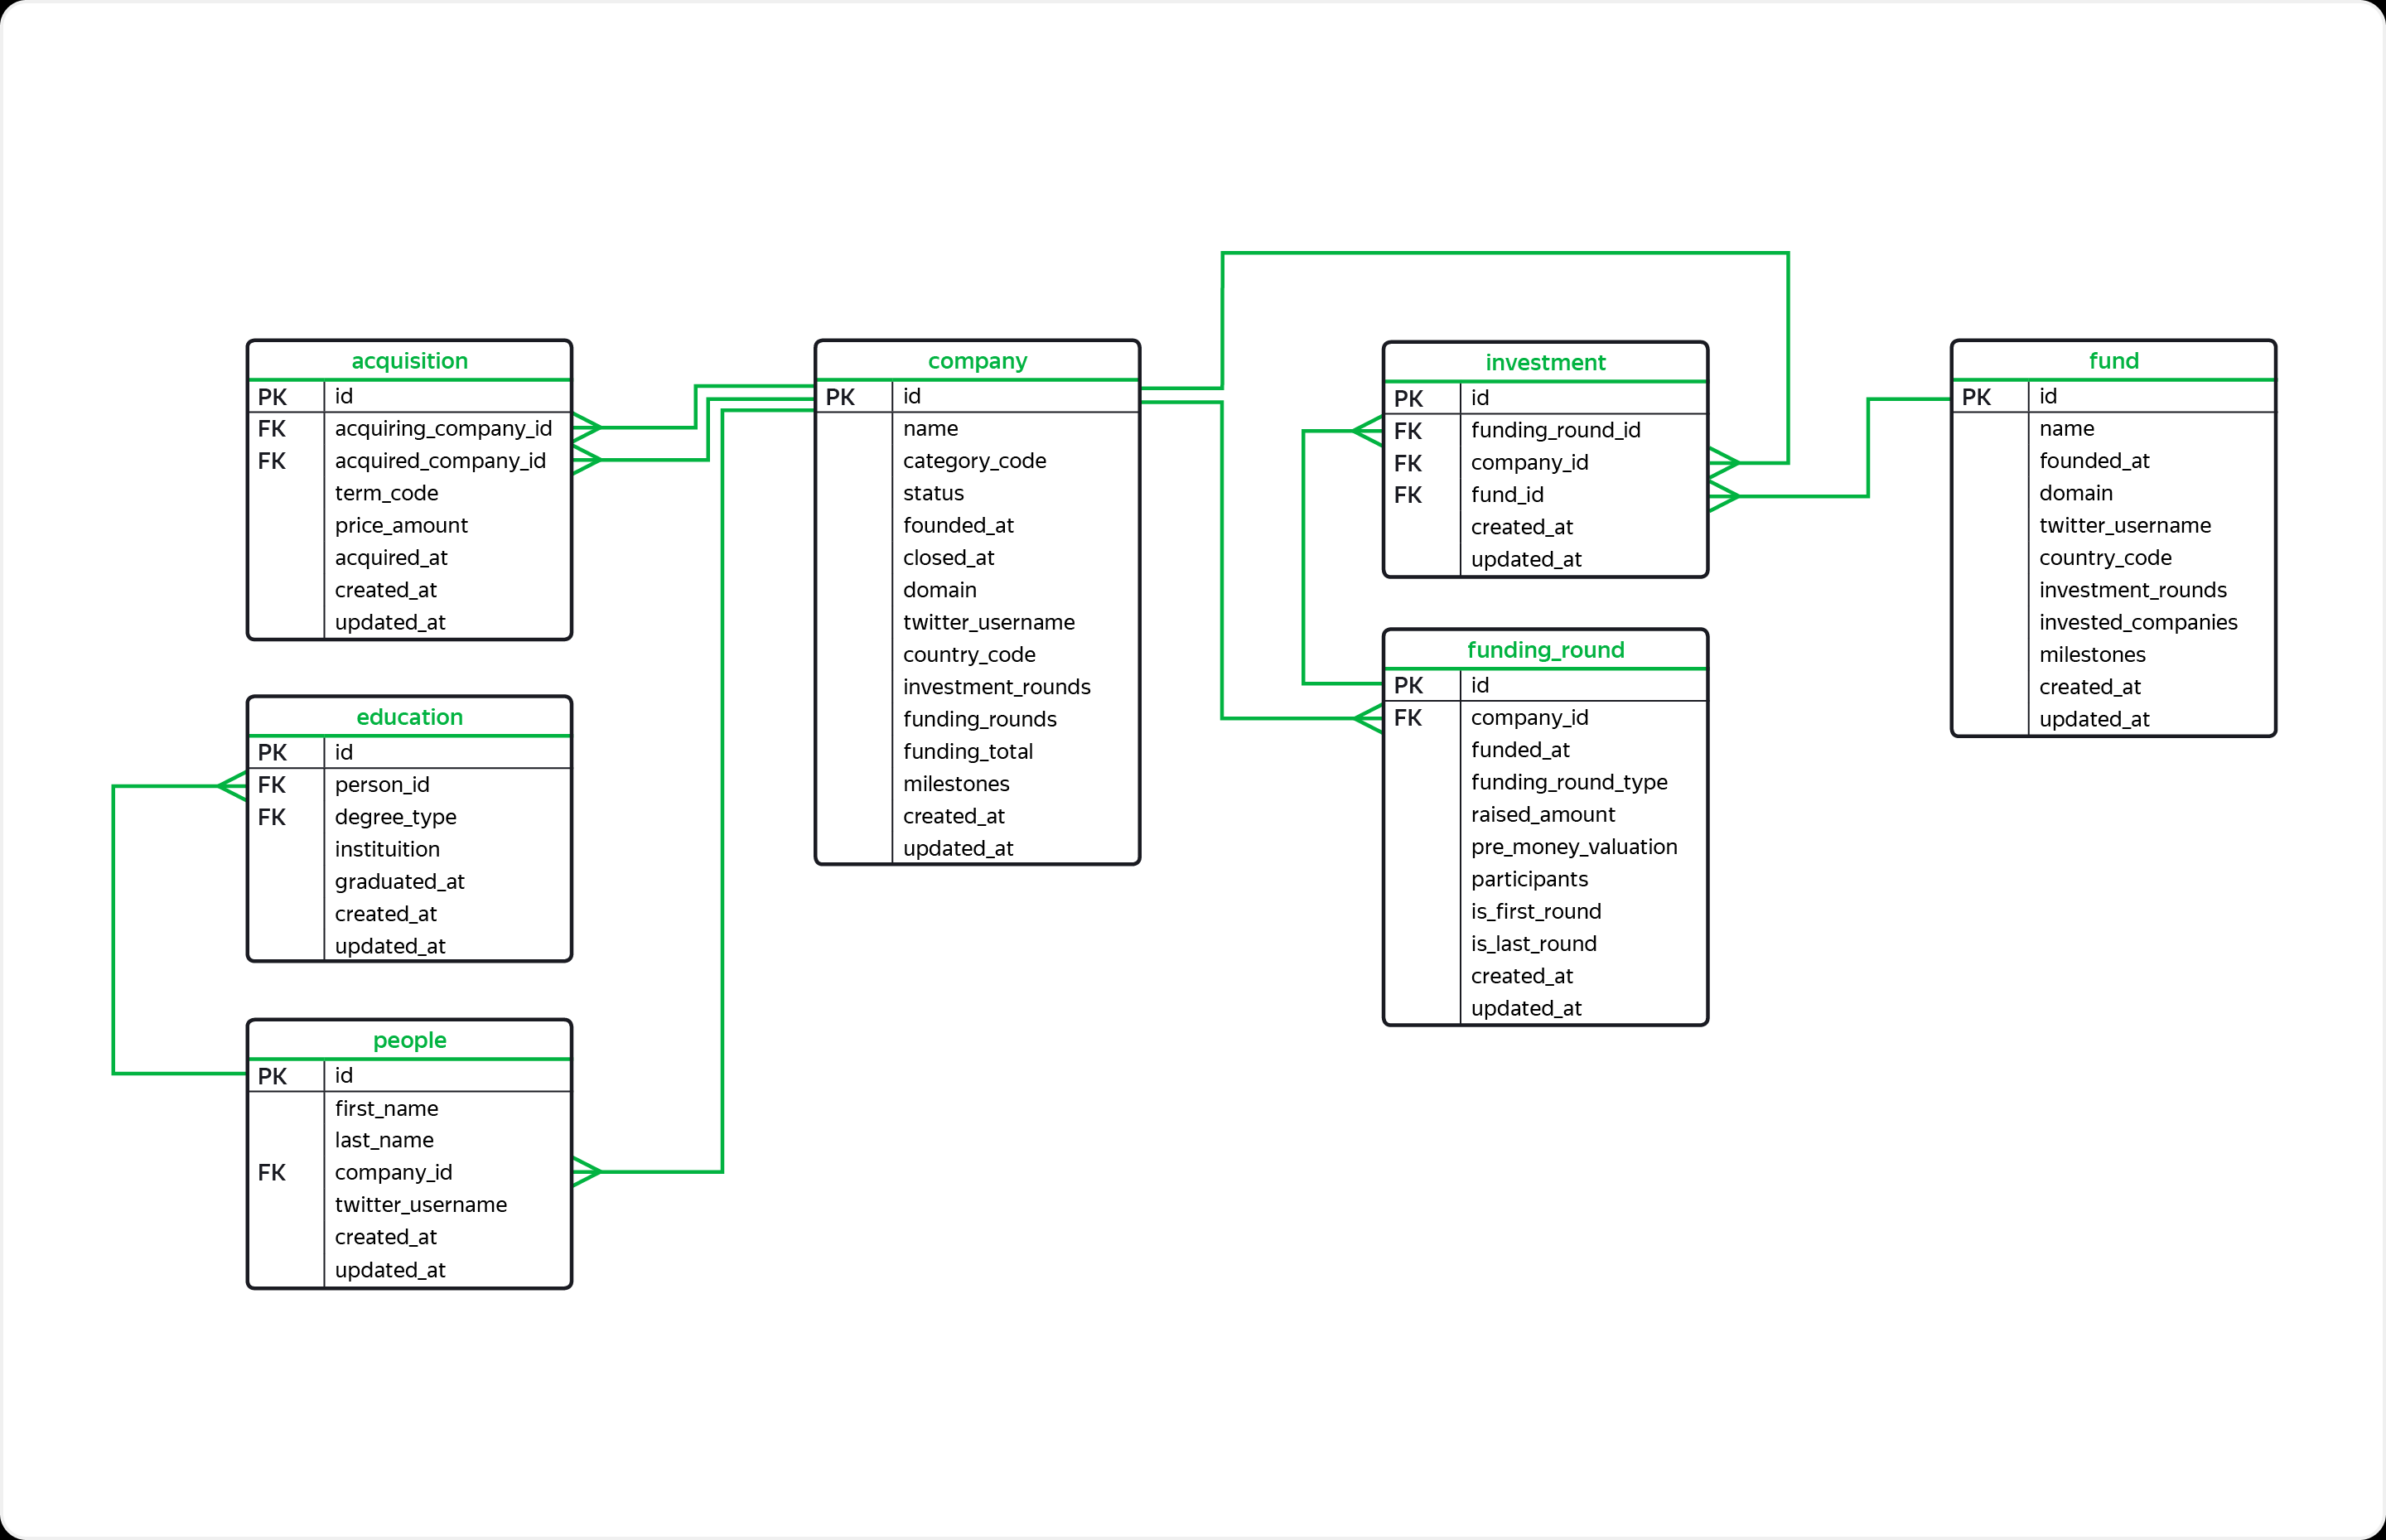 acquisition
PK id
FK acquiring_company_id
FK acquired_company_id
term_code
price_amount
acquired_at
created_at
updated_at
education
PK id
FK person_id
FK degree_type
instituition
graduated_at
created_at
updated_at
people
PK id
first_name
last_name
FK company_id
twitter_username
created_at
updated_at
company
PK id
name
category_code
status
founded_at
closed_at
domain
twitter_username
country_code
investment_rounds
funding_rounds
funding_total
milestones
created_at
updated_at
investment
PK id
FK funding_round_id
FK company_id
FK fund_id
created_at
updated_at
funding_round
PK id
FK company_id
funded_at
funding_round_type
raised_amount
pre_money_valuation
participants
is_first_round
is_last_round
created_at
updated_at
fund
PK id
name
founded_at
domain
twitter_username
country_code
investment_rounds
invested_companies
milestones
created_at
updated_at